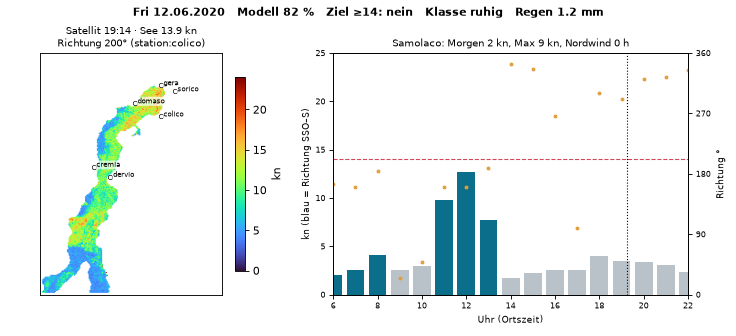 Fri 12.06.2020   Modell 82 %   Ziel ≥14: nein   Klasse ruhig   Regen 1.2 mm
Satellit 19:14 · See 13.9 kn
Richtung 200° (station:colico)
gera
sorico
domaso
colico
cremia
dervio
20
15
10
5
0
kn
Samolaco: Morgen 2 kn, Max 9 kn, Nordwind 0 h
25
20
15
10
5
0
kn (blau = Richtung SSO-S)
360
270
180
90
0
Richtung °
6 8 10 12 14 16 18 20 22
Uhr (Ortszeit)